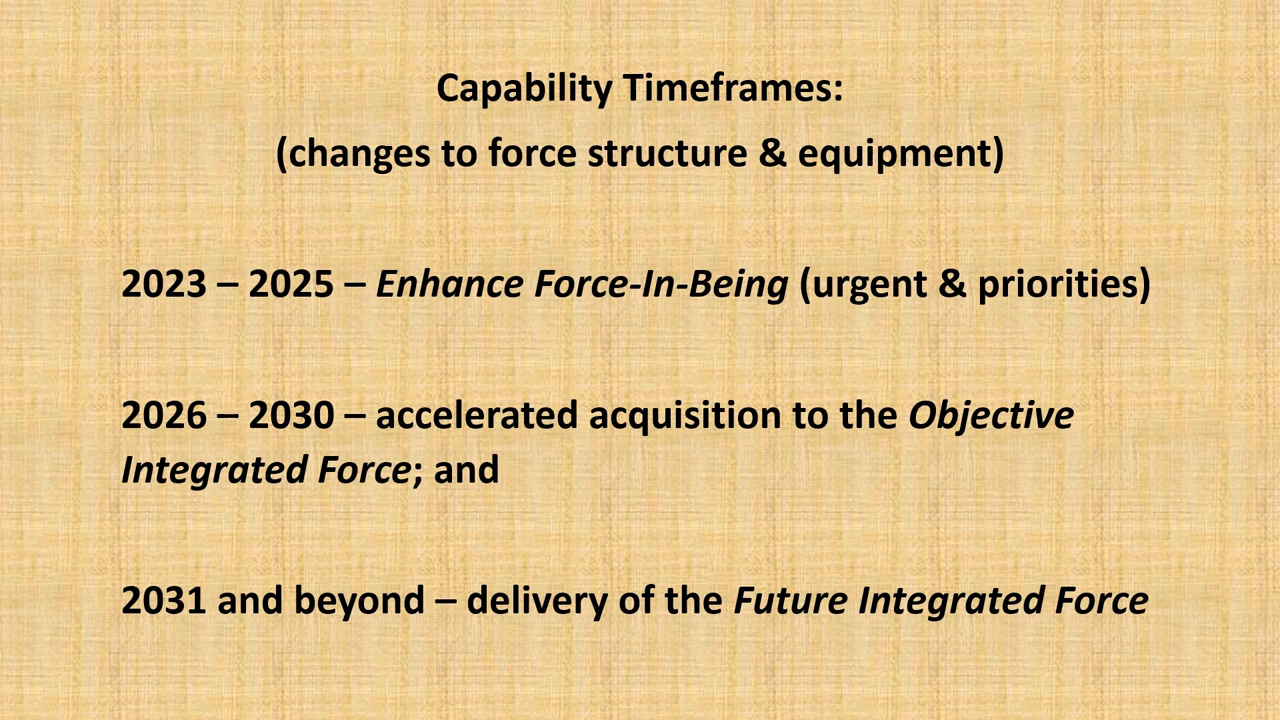 Capability Timeframes:
(changes to force structure & equipment)
2023 – 2025 – Enhance Force-In-Being (urgent & priorities)
2026 – 2030 – accelerated acquisition to the Objective
Integrated Force; and
2031 and beyond – delivery of the Future Integrated Force